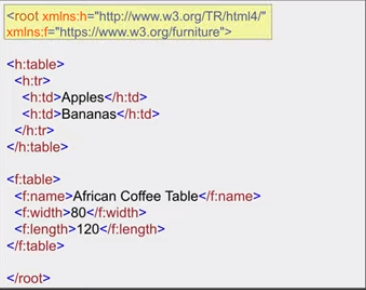 <root xmlns:h="http://www.w3.org/TR/html4/"
xmlns:f="https://www.w3.org/furniture">
<h:table>
<h:tr>
<h:td>Apples</h:td>
<h:td>Bananas</h:td>
</h:tr>
</h:table>
<f:table>
<f:name>African Coffee Table</f:name>
<f:width>80</f:width>
<f:length>120</f:length>
</f:table>
</root>